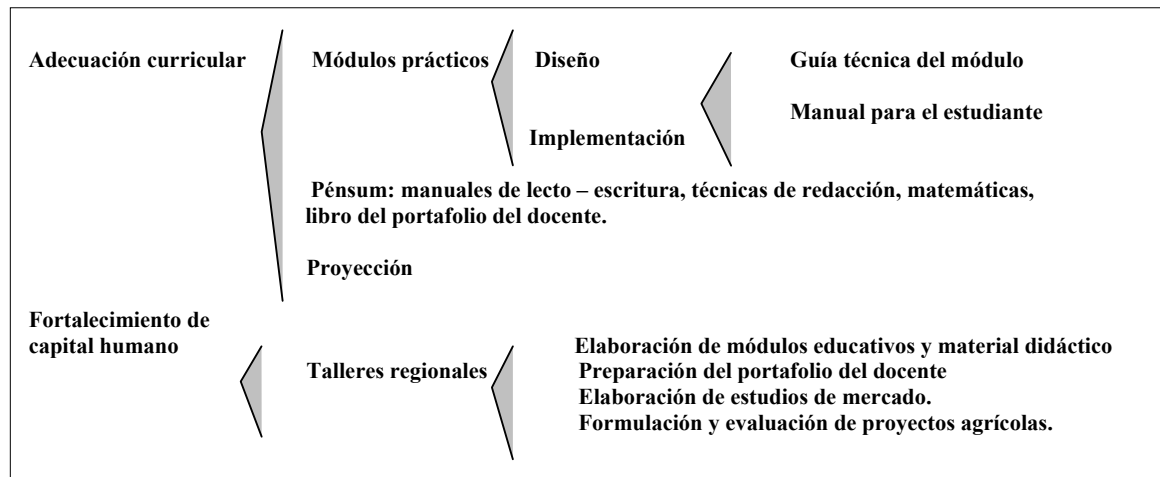 Adecuación curricular
Módulos prácticos
Diseño
Guía técnica del módulo
Manual para el estudiante
Implementación
Pénsum: manuales de lecto – escritura, técnicas de redacción, matemáticas,
libro del portafolio del docente.
Proyección
Fortalecimiento de
capital humano
Talleres regionales
Elaboración de módulos educativos y material didáctico
Preparación del portafolio del docente
Elaboración de estudios de mercado.
Formulación y evaluación de proyectos agrícolas.